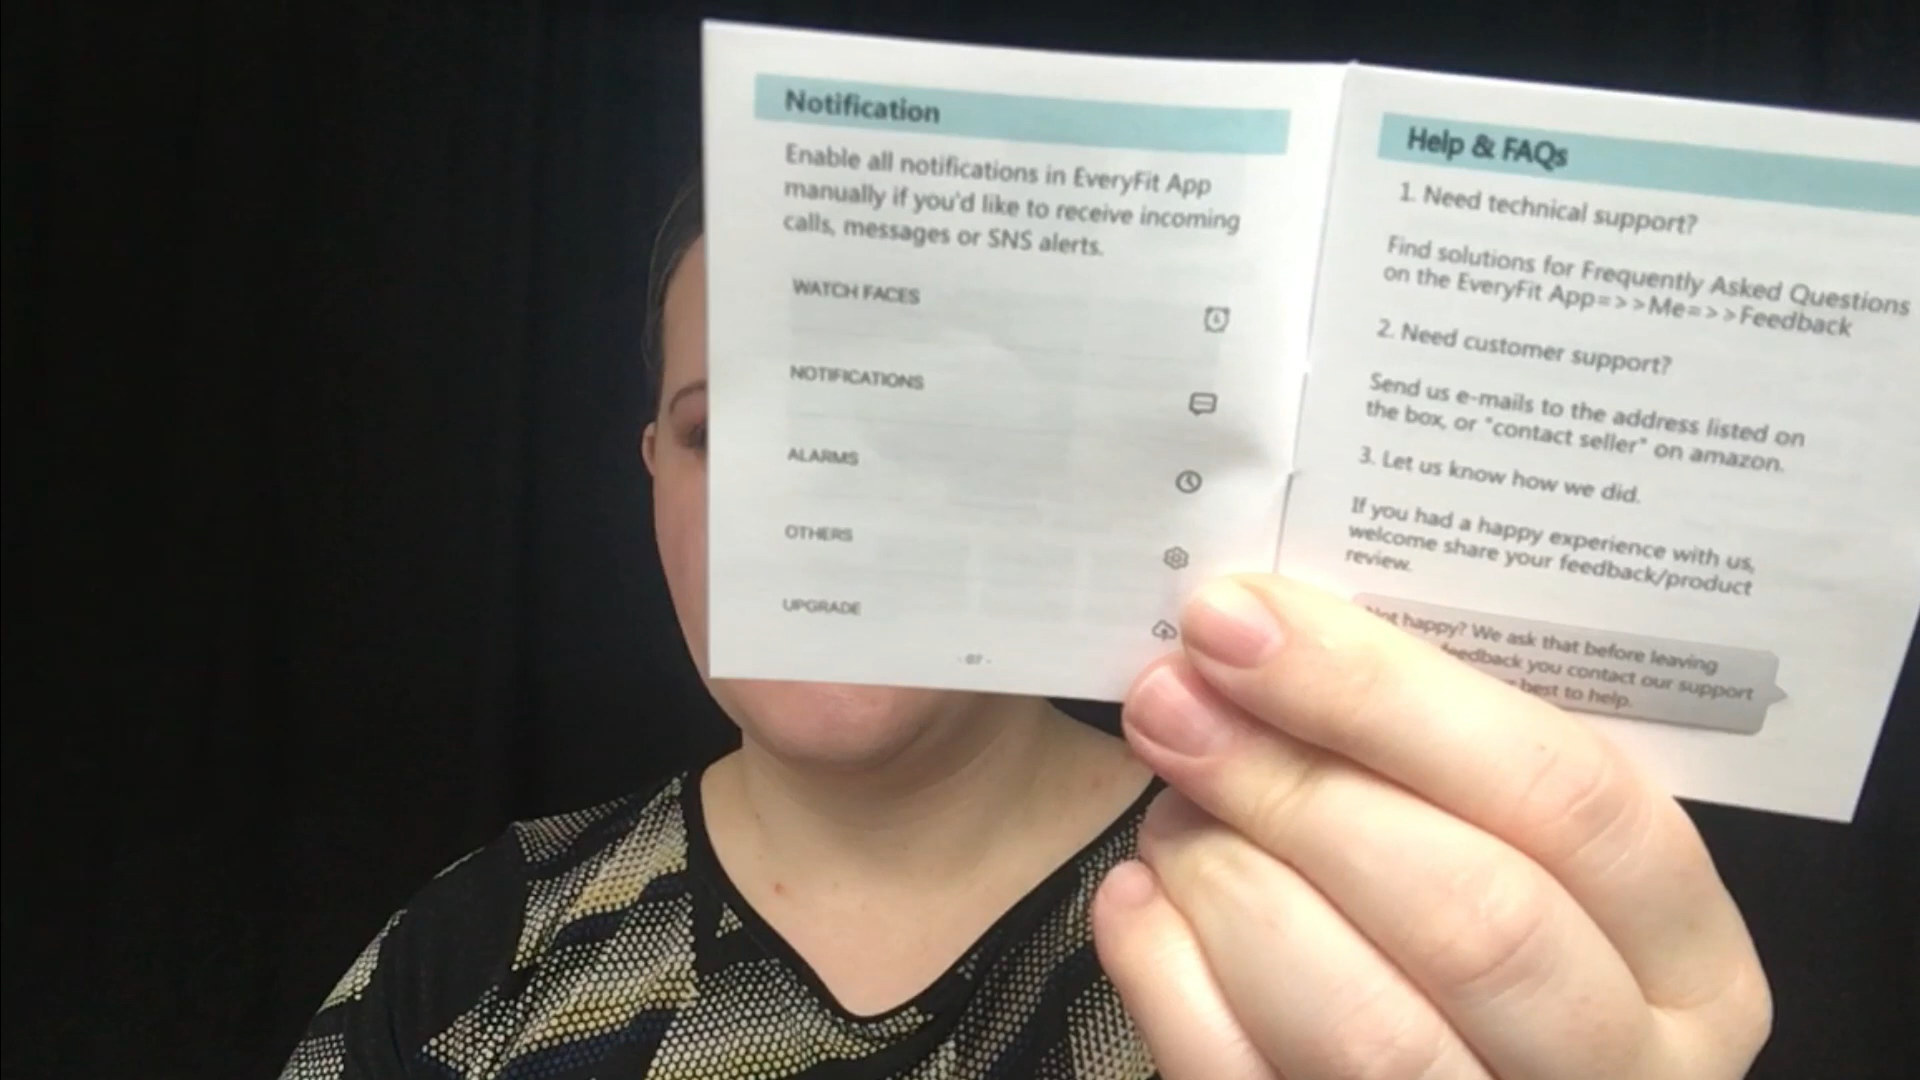 Notification
Enable all notifications in EveryFit App
manually if you'd like to receive incoming
calls, messages or SNS alerts.
WATCH FACES
NOTIFICATIONS
ALARMS
OTHERS
UPGRADE
- 07 -
Help & FAQs
1. Need technical support?
Find solutions for Frequently Asked Questions
on the EveryFit App=>>Me=>>Feedback
2. Need customer support?
Send us e-mails to the address listed on
the box, or "contact seller" on amazon.
3. Let us know how we did.
If you had a happy experience with us,
welcome share your feedback/product
review.
happy? We ask that before leaving
feedback you contact our support
best to help.